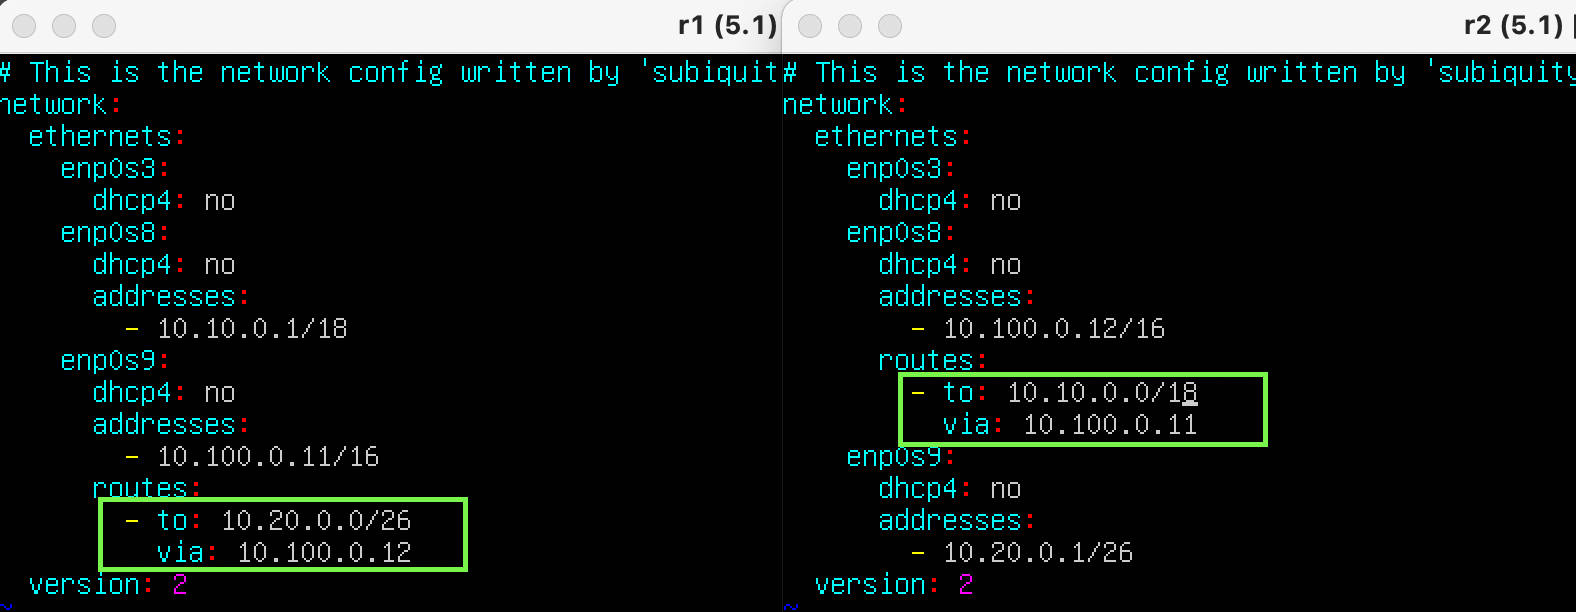 r1 (5.1)
# This is the network config written by 'subiquit
network:
  ethernets:
    enp0s3:
      dhcp4: no
    enp0s8:
      dhcp4: no
      addresses:
        - 10.10.0.1/18
    enp0s9:
      dhcp4: no
      addresses:
        - 10.100.0.11/16
      routes:
        - to: 10.20.0.0/26
          via: 10.100.0.12
  version: 2
~
r2 (5.1)
# This is the network config written by 'subiquity
network:
  ethernets:
    enp0s3:
      dhcp4: no
    enp0s8:
      dhcp4: no
      addresses:
        - 10.100.0.12/16
      routes:
        - to: 10.10.0.0/18
          via: 10.100.0.11
    enp0s9:
      dhcp4: no
      addresses:
        - 10.20.0.1/26
  version: 2
~